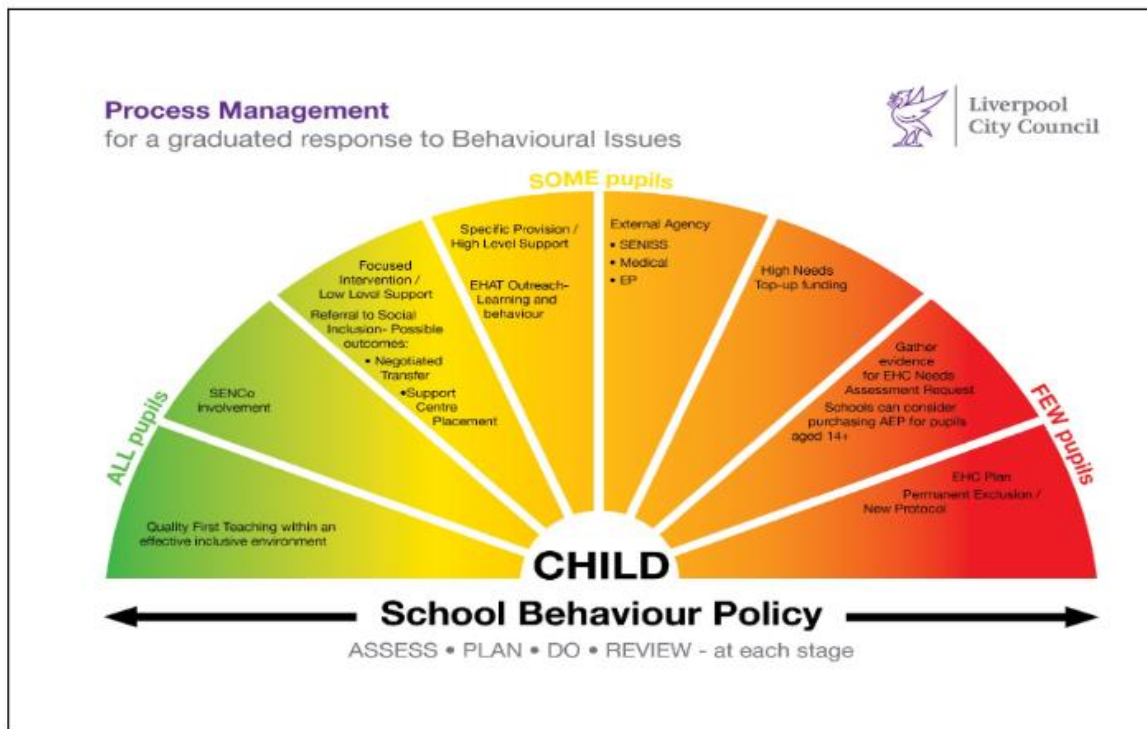 Process Management
for a graduated response to Behavioural Issues
Liverpool
City Council
ALL pupils
SOME pupils
FEW pupils
Quality First Teaching within an
effective inclusive environment
SENCo
involvement
Focused
Intervention /
Low Level Support
Referral to Social
Inclusion- Possible
outcomes:
• Negotiated
Transfer
•Support
Centre
Placement
Specific Provision /
High Level Support
EHAT Outreach-
Learning and
behaviour
External Agency
• SENISS
• Medical
• EP
High Needs
Top-up funding
Gather
evidence
for EHC Needs
Assessment Request
Schools can consider
purchasing AEP for pupils
aged 14+
EHC Plan
Permanent Exclusion /
New Protocol
CHILD
School Behaviour Policy
ASSESS • PLAN • DO • REVIEW - at each stage